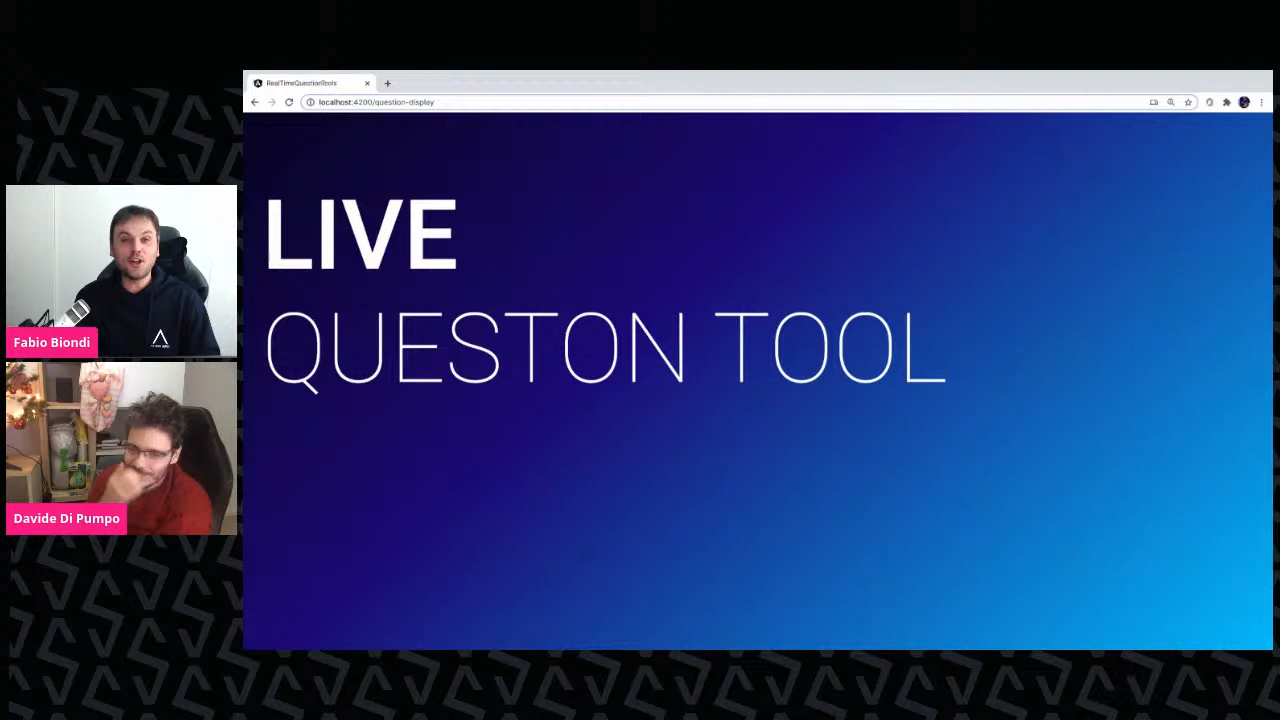 RealTimeQuestionTools
localhost:4200/question-display
LIVE
QUESTON TOOL
Fabio Biondi
Davide Di Pumpo